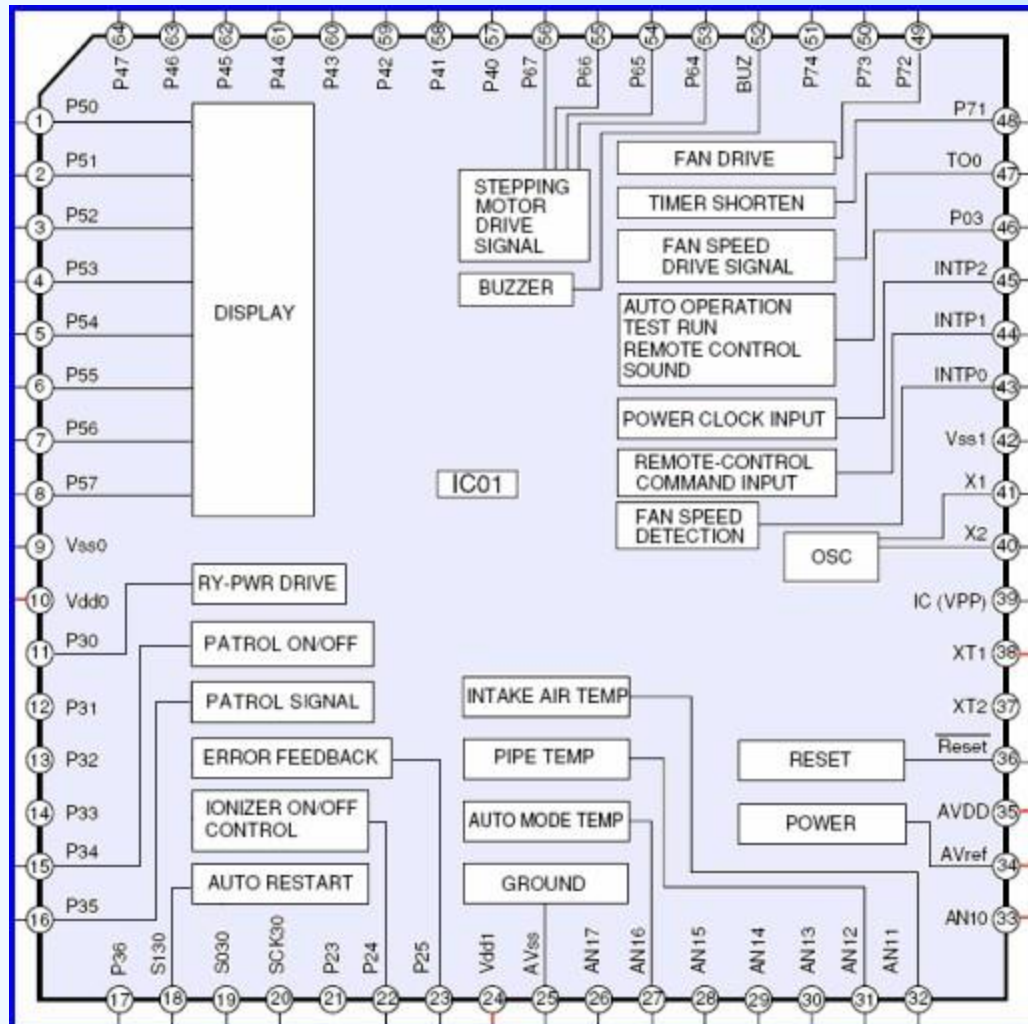 64 63 62 61 60 59 58 57 56 55 54 53 52 51 50 49
P47 P46 P45 P44 P43 P42 P41 P40 P67 P66 P65 P64 BUZ P74 P73 P72
1 P50
2 P51
3 P52
4 P53
5 P54
6 P55
7 P56
8 P57
9 Vss0
10 Vdd0
11 P30
12 P31
13 P32
14 P33
15 P34
16 P35
DISPLAY
RY-PWR DRIVE
PATROL ON/OFF
PATROL SIGNAL
ERROR FEEDBACK
IONIZER ON/OFF
CONTROL
AUTO RESTART
STEPPING
MOTOR
DRIVE
SIGNAL
BUZZER
IC01
INTAKE AIR TEMP
PIPE TEMP
AUTO MODE TEMP
GROUND
FAN DRIVE
TIMER SHORTEN
FAN SPEED
DRIVE SIGNAL
AUTO OPERATION
TEST RUN
REMOTE CONTROL
SOUND
POWER CLOCK INPUT
REMOTE-CONTROL
COMMAND INPUT
FAN SPEED
DETECTION
OSC
RESET
POWER
P71 48
TO0 47
P03 46
INTP2 45
INTP1 44
INTP0 43
Vss1 42
X1 41
X2 40
IC (VPP) 39
XT1 38
XT2 37
Reset 36
AVDD 35
AVref 34
AN10 33
P36 S130 S030 SCK30 P23 P24 P25 Vdd1 AVss AN17 AN16 AN15 AN14 AN13 AN12 AN11
17 18 19 20 21 22 23 24 25 26 27 28 29 30 31 32